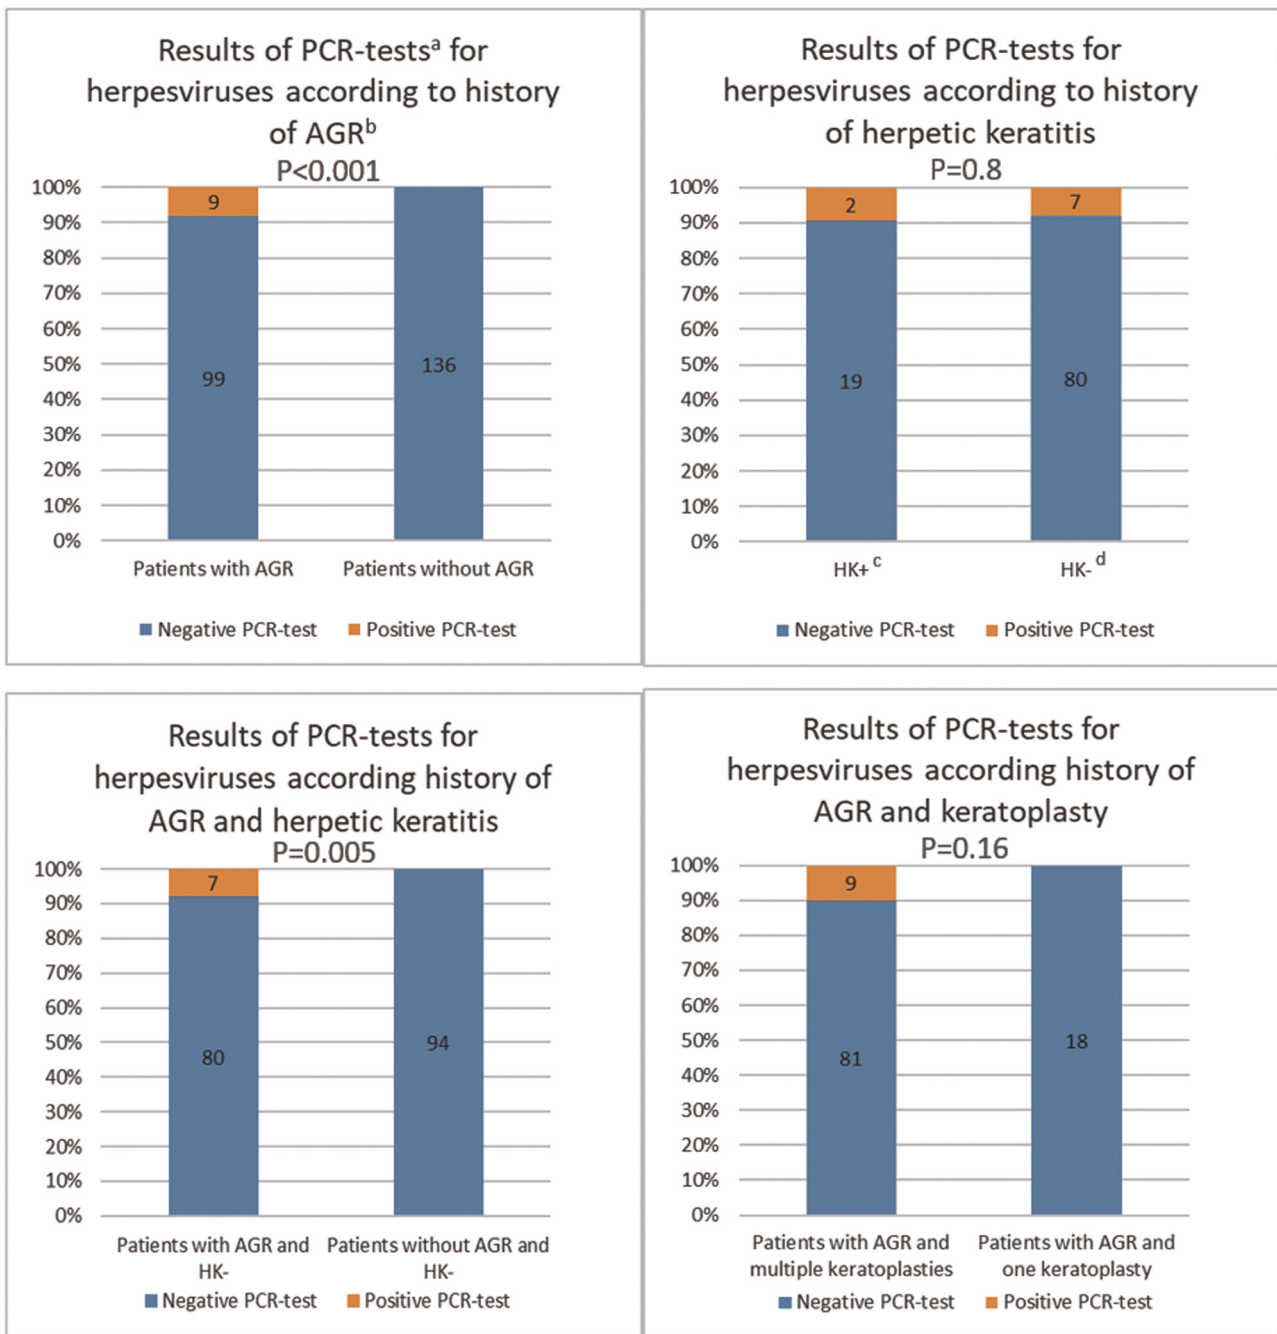 Results of PCR-testsᵃ for
herpesviruses according to history
of AGRᵇ
P<0.001
100%
90%
80%
70%
60%
50%
40%
30%
20%
10%
0%
9
99
136
Patients with AGR
Patients without AGR
Negative PCR-test
Positive PCR-test
Results of PCR-tests for
herpesviruses according to history
of herpetic keratitis
P=0.8
100%
90%
80%
70%
60%
50%
40%
30%
20%
10%
0%
2
7
19
80
HK+ ᶜ
HK- ᵈ
Negative PCR-test
Positive PCR-test
Results of PCR-tests for
herpesviruses according history of
AGR and herpetic keratitis
P=0.005
100%
90%
80%
70%
60%
50%
40%
30%
20%
10%
0%
7
80
94
Patients with AGR and
HK-
Patients without AGR and
HK-
Negative PCR-test
Positive PCR-test
Results of PCR-tests for
herpesviruses according history of
AGR and keratoplasty
P=0.16
100%
90%
80%
70%
60%
50%
40%
30%
20%
10%
0%
9
81
18
Patients with AGR and
multiple keratoplasties
Patients with AGR and
one keratoplasty
Negative PCR-test
Positive PCR-test